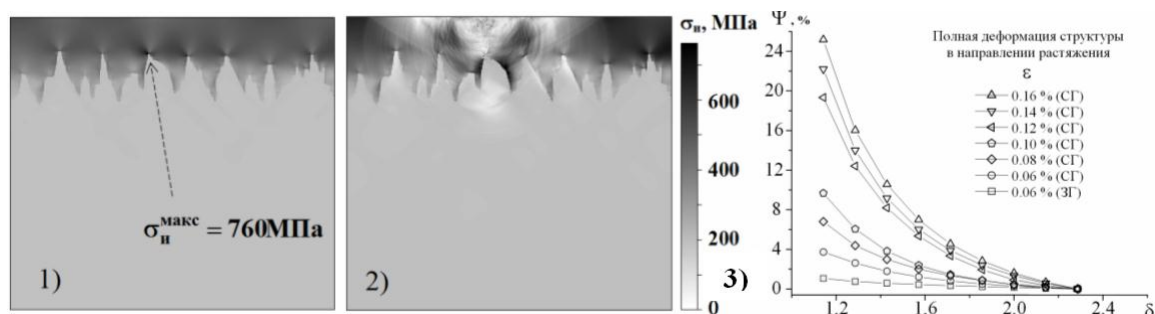 σи, МПа
600
400
200
0
σи макс = 760МПа
1)
2)
3)
Ψ, %
24
20
16
12
8
4
0
1.2
1.6
2.0
2.4
δ
Полная деформация структуры
в направлении растяжения
ε
0.16 % (СГ)
0.14 % (СГ)
0.12 % (СГ)
0.10 % (СГ)
0.08 % (СГ)
0.06 % (СГ)
0.06 % (ЗГ)